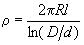 ρ = 2πRl / ln(D/d)